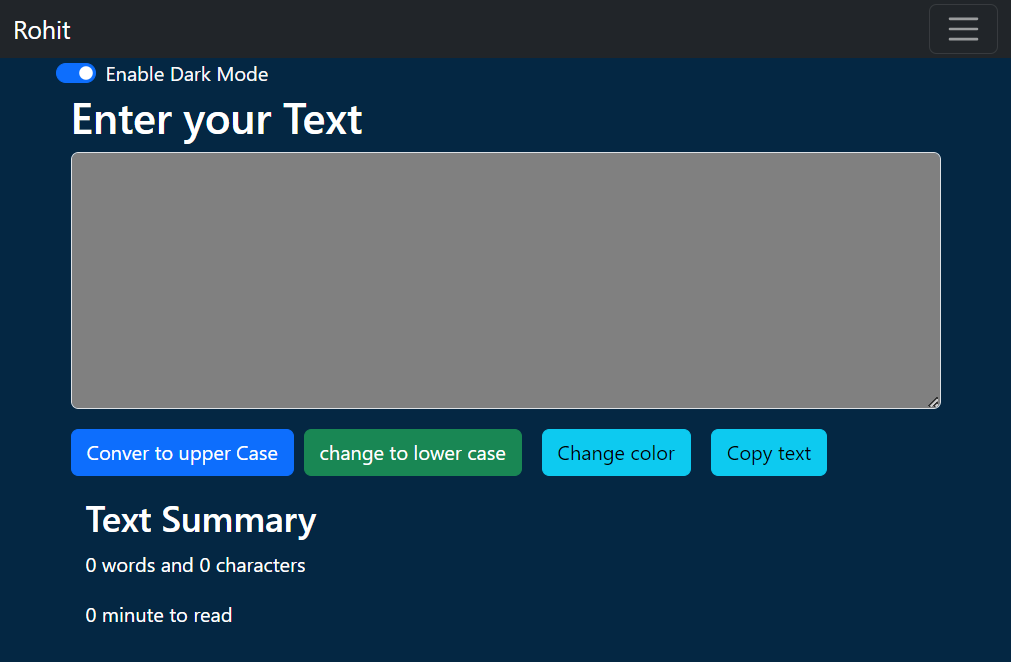 Rohit
Enable Dark Mode
Enter your Text
Conver to upper Case change to lower case Change color Copy text
Text Summary
0 words and 0 characters
0 minute to read